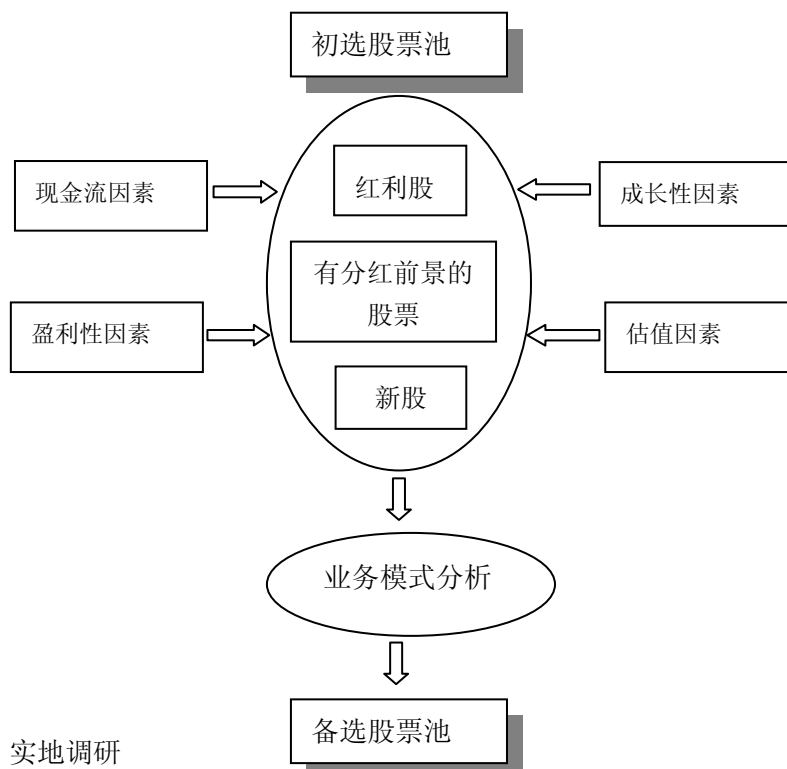 初选股票池
现金流因素
红利股
成长性因素
有分红前景的
股票
盈利性因素
估值因素
新股
业务模式分析
备选股票池
实地调研